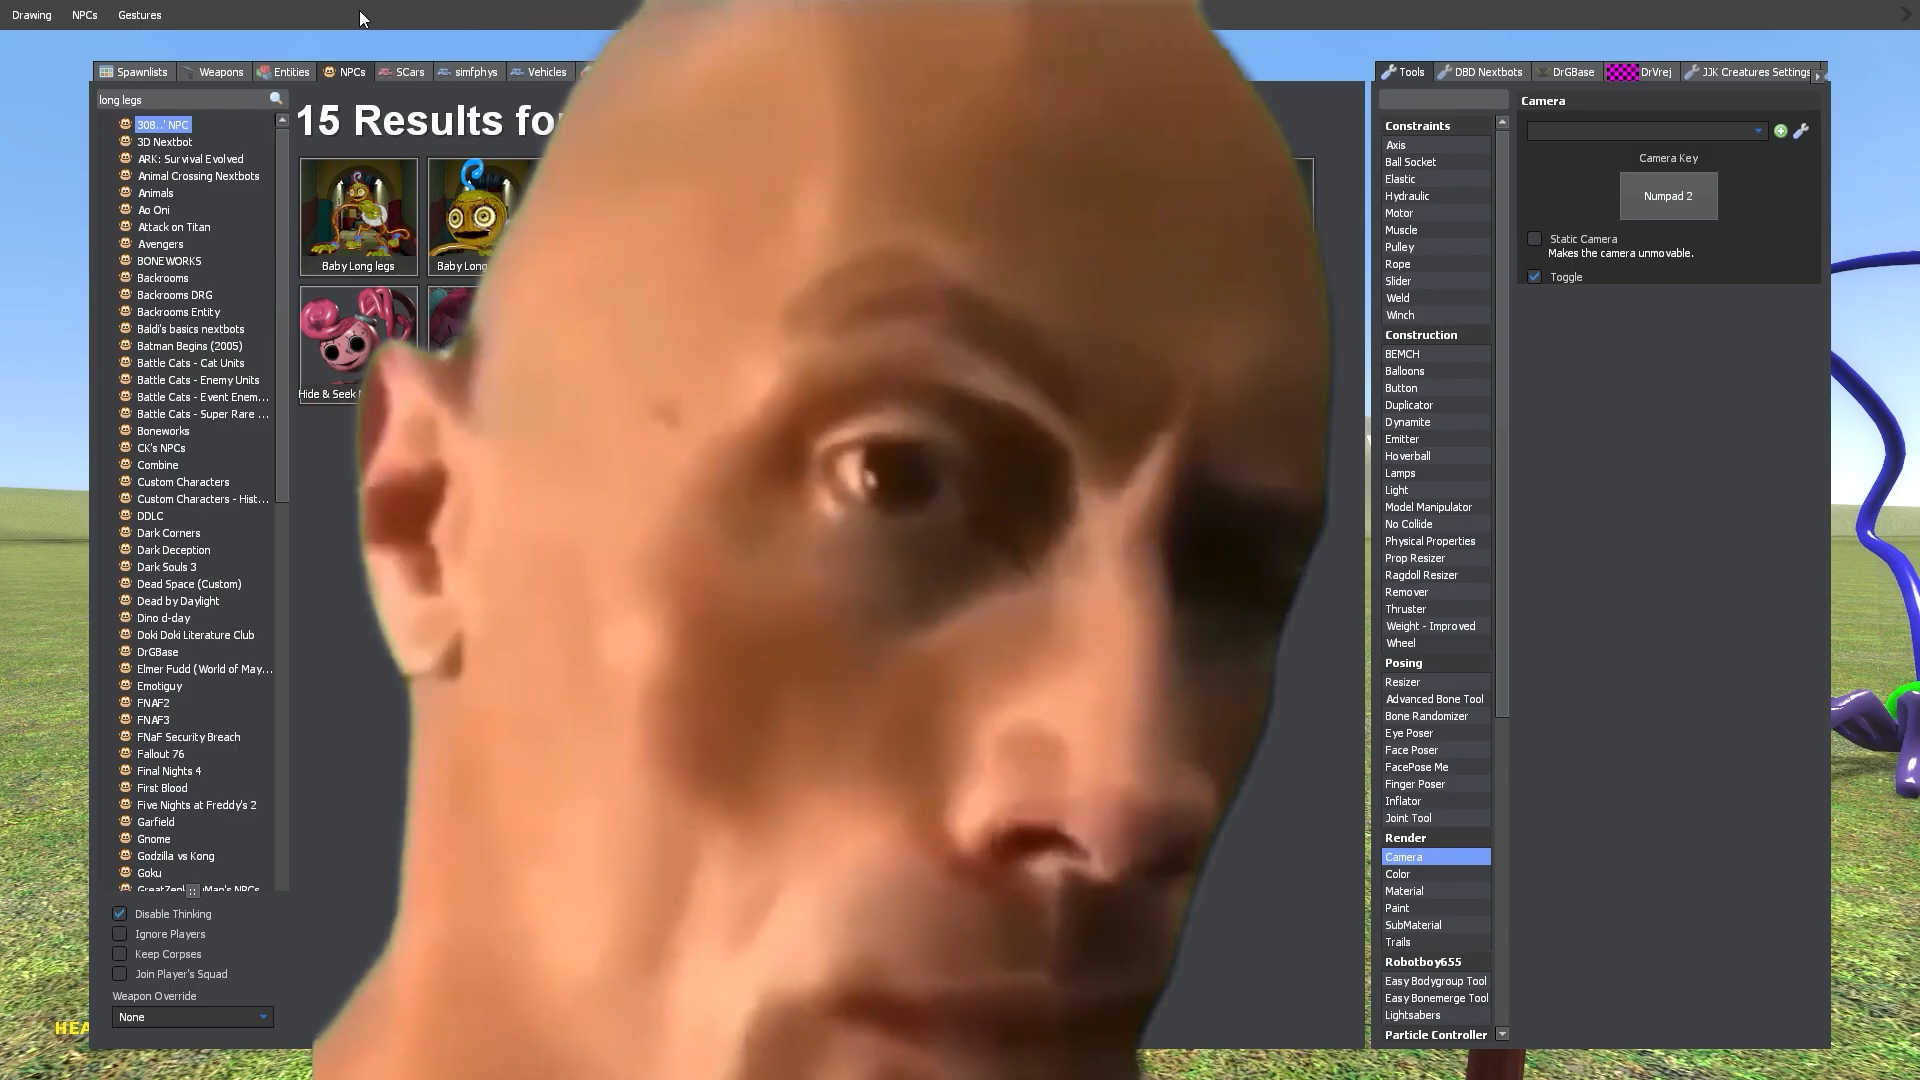 Drawing
NPCs
Gestures
Spawnlists
Weapons
Entities
NPCs
SCars
simfphys
Vehicles
long legs
308..' NPC
3D Nextbot
ARK: Survival Evolved
Animal Crossing Nextbots
Animals
Ao Oni
Attack on Titan
Avengers
BONEWORKS
Backrooms
Backrooms DRG
Backrooms Entity
Baldi's basics nextbots
Batman Begins (2005)
Battle Cats - Cat Units
Battle Cats - Enemy Units
Battle Cats - Event Enem...
Battle Cats - Super Rare ...
Boneworks
CK's NPCs
Combine
Custom Characters
Custom Characters - Hist...
DDLC
Dark Corners
Dark Deception
Dark Souls 3
Dead Space (Custom)
Dead by Daylight
Dino d-day
Doki Doki Literature Club
DrGBase
Elmer Fudd (World of May...
Emotiguy
FNAF2
FNAF3
FNaF Security Breach
Fallout 76
Final Nights 4
First Blood
Five Nights at Freddy's 2
Garfield
Gnome
Godzilla vs Kong
Goku
Disable Thinking
Ignore Players
Keep Corpses
Join Player's Squad
Weapon Override
None
HEA
15 Results fo
Baby Long legs
Baby Long
Hide & Seek
Tools
DBD Nextbots
DrGBase
DrVrej
JJK Creatures Settings
Constraints
Axis
Ball Socket
Elastic
Hydraulic
Motor
Muscle
Pulley
Rope
Slider
Weld
Winch
Construction
BEMCH
Balloons
Button
Duplicator
Dynamite
Emitter
Hoverball
Lamps
Light
Model Manipulator
No Collide
Physical Properties
Prop Resizer
Ragdoll Resizer
Remover
Thruster
Weight - Improved
Wheel
Posing
Resizer
Advanced Bone Tool
Bone Randomizer
Eye Poser
Face Poser
FacePose Me
Finger Poser
Inflator
Joint Tool
Render
Camera
Color
Material
Paint
SubMaterial
Trails
Robotboy655
Easy Bodygroup Tool
Easy Bonemerge Tool
Lightsabers
Particle Controller
Camera
Camera Key
Numpad 2
Static Camera
Makes the camera unmovable.
Toggle